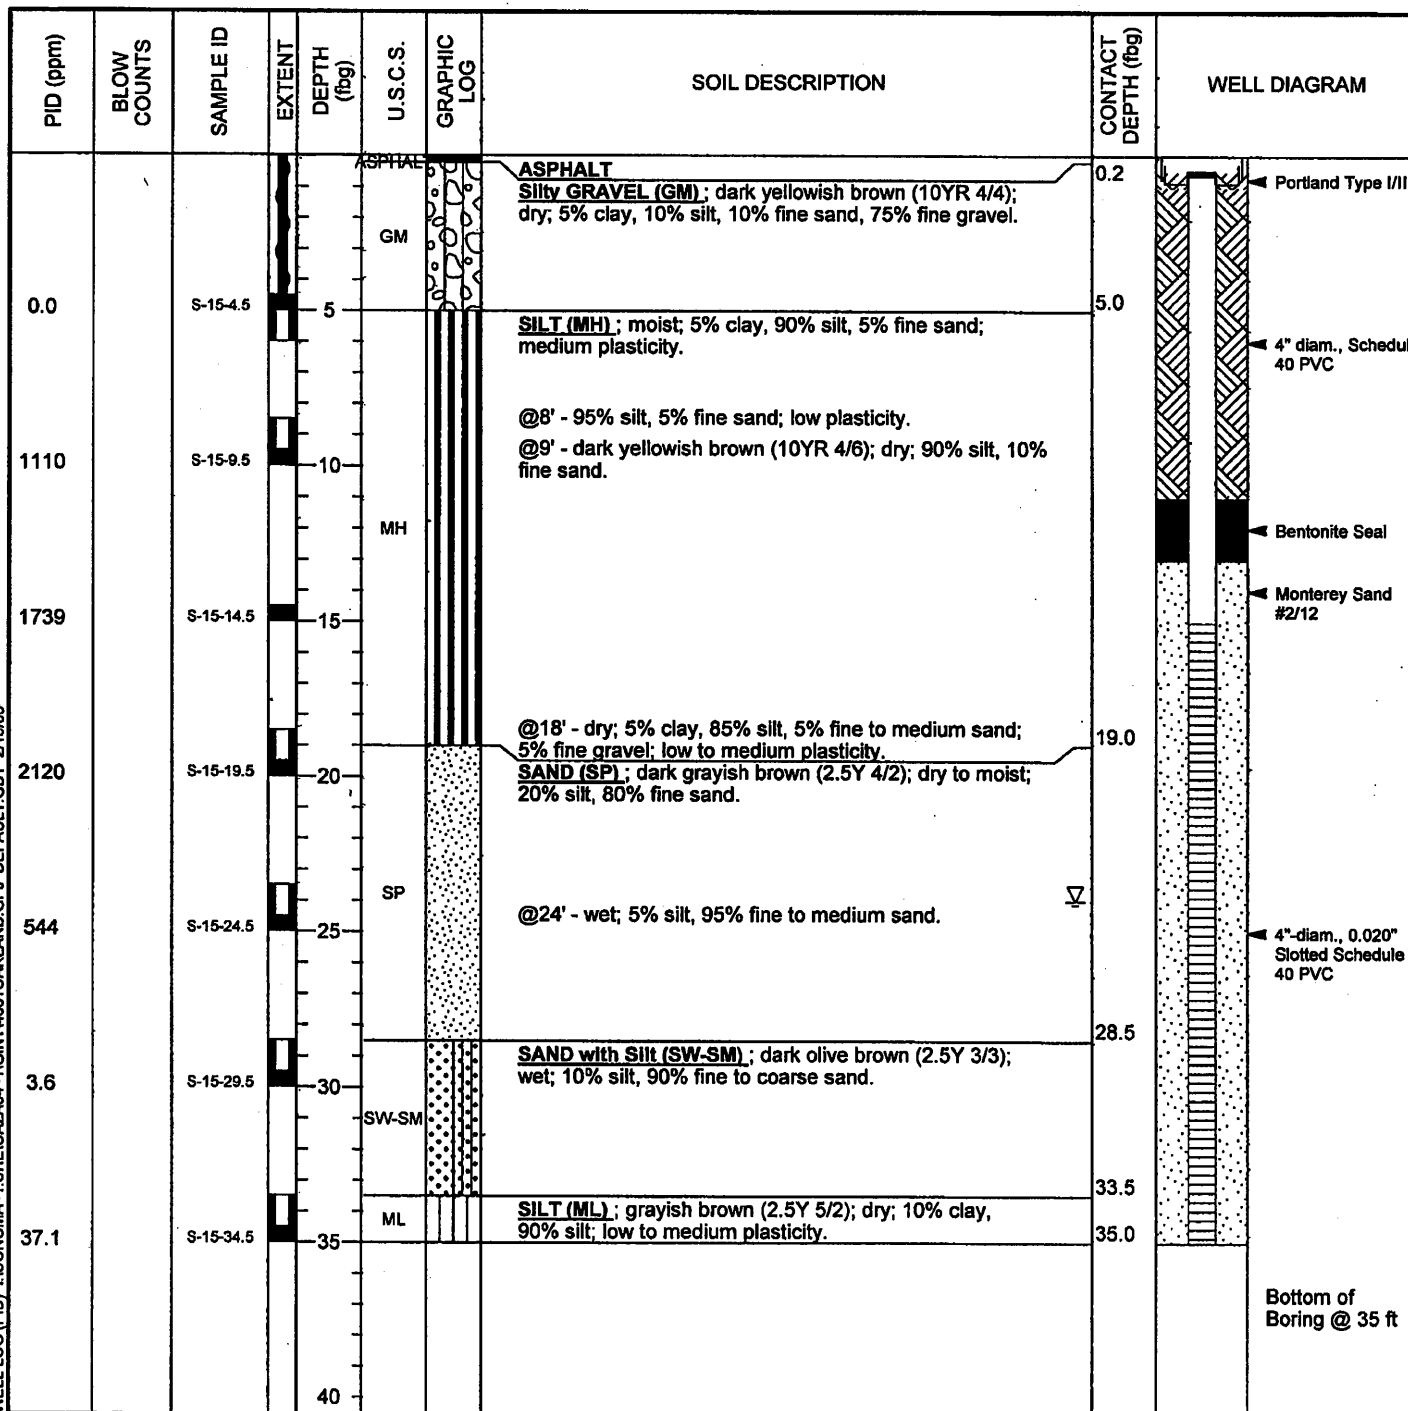 PID (ppm)
BLOW
COUNTS
SAMPLE ID
EXTENT
DEPTH
(fbg)
U.S.C.S.
GRAPHIC
LOG
SOIL DESCRIPTION
CONTACT
DEPTH (fbg)
WELL DIAGRAM
ASPHAL
ASPHALT
0.2
Portland Type I/II
Silty GRAVEL (GM) ; dark yellowish brown (10YR 4/4);
dry; 5% clay, 10% silt, 10% fine sand, 75% fine gravel.
GM
0.0
S-15-4.5
5
5.0
SILT (MH) ; moist; 5% clay, 90% silt, 5% fine sand;
medium plasticity.
4" diam., Schedul
40 PVC
@8' - 95% silt, 5% fine sand; low plasticity.
@9' - dark yellowish brown (10YR 4/6); dry; 90% silt, 10%
fine sand.
1110
S-15-9.5
10
MH
Bentonite Seal
Monterey Sand
#2/12
1739
S-15-14.5
15
@18' - dry; 5% clay, 85% silt, 5% fine to medium sand;
5% fine gravel; low to medium plasticity.
19.0
2120
S-15-19.5
20
SAND (SP) ; dark grayish brown (2.5Y 4/2); dry to moist;
20% silt, 80% fine sand.
SP
@24' - wet; 5% silt, 95% fine to medium sand.
544
S-15-24.5
25
4"-diam., 0.020"
Slotted Schedule
40 PVC
28.5
SAND with Silt (SW-SM) ; dark olive brown (2.5Y 3/3);
wet; 10% silt, 90% fine to coarse sand.
3.6
S-15-29.5
30
SW-SM
33.5
SILT (ML) ; grayish brown (2.5Y 5/2); dry; 10% clay,
90% silt; low to medium plasticity.
ML
37.1
S-15-34.5
35
35.0
Bottom of
Boring @ 35 ft
40